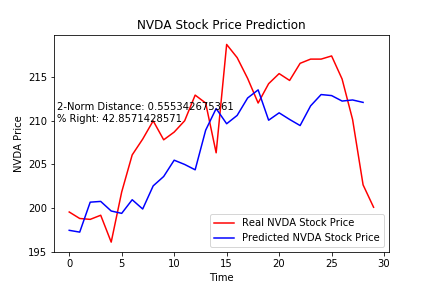 NVDA Stock Price Prediction
NVDA Price
215
210
205
200
195
2-Norm Distance: 0.555342675361
% Right: 42.8571428571
Real NVDA Stock Price
Predicted NVDA Stock Price
0 5 10 15 20 25 30
Time